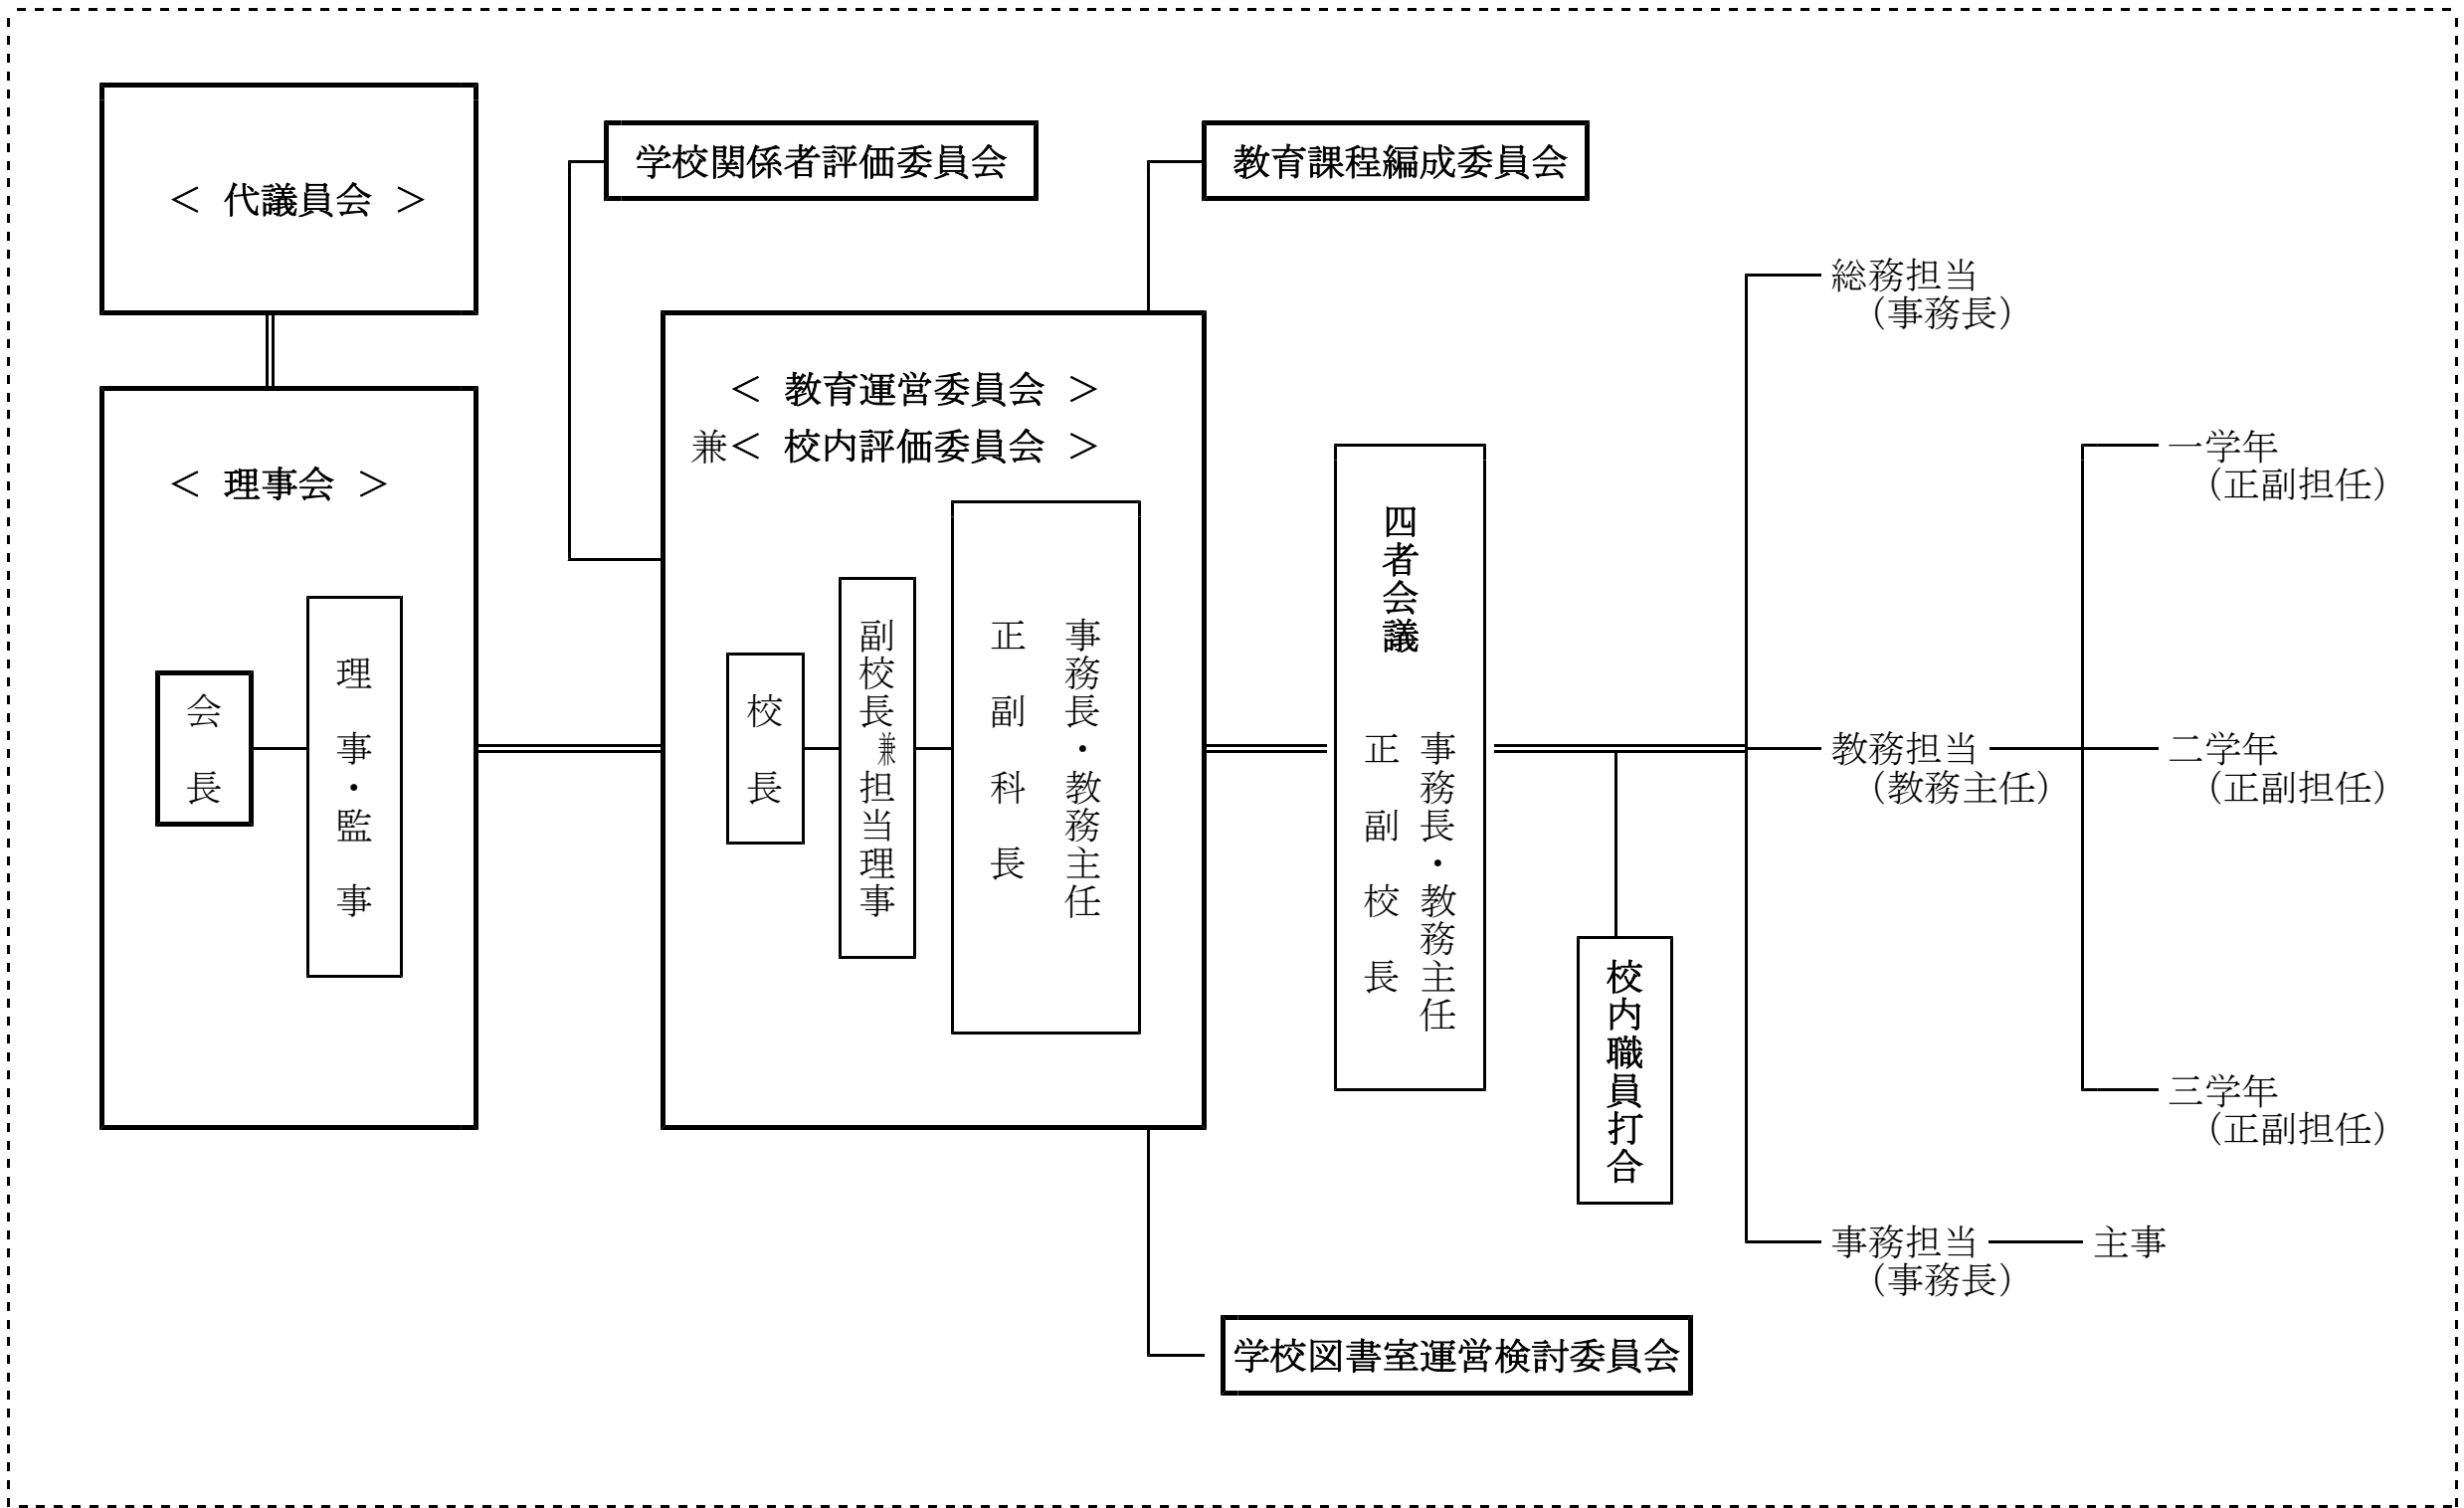 ＜ 代議員会 ＞
学校関係者評価委員会
教育課程編成委員会
＜ 理事会 ＞
会長
理事・監事
＜ 教育運営委員会 ＞
兼＜ 校内評価委員会 ＞
校長
副校長兼担当理事
事務長・教務主任
正副科長
四者会議
事務長・教務主任
正副校長
校内職員打合
総務担当
（事務長）
教務担当
（教務主任）
一学年
（正副担任）
二学年
（正副担任）
三学年
（正副担任）
事務担当
（事務長）
主事
学校図書室運営検討委員会